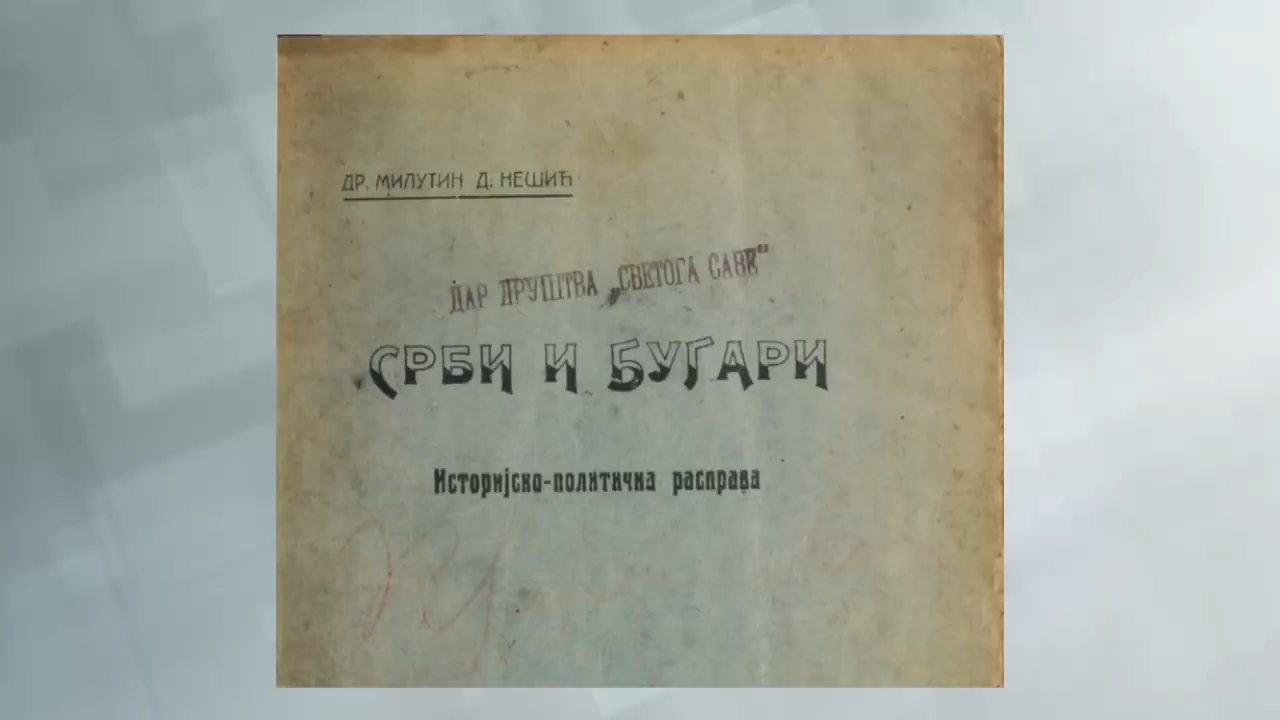 ДР. МИЛУТИН Д. НЕШИЋ
ДАР ДРУШТВА „СВЕТОГА САВЕ“
СРБИ И БУГАРИ
Историјско-политична расправа